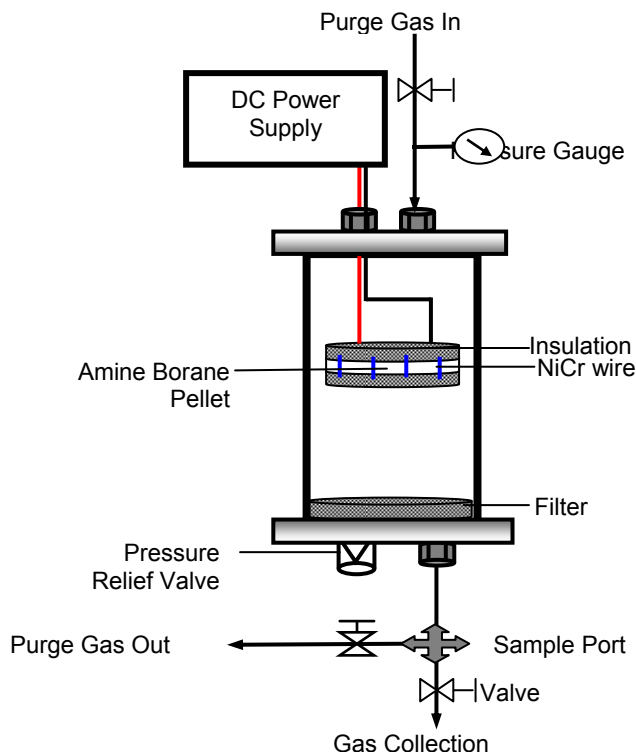 Purge Gas In
DC Power
Supply
sure Gauge
Insulation
NiCr wire
Amine Borane
Pellet
Filter
Pressure
Relief Valve
Purge Gas Out
Sample Port
Valve
Gas Collection